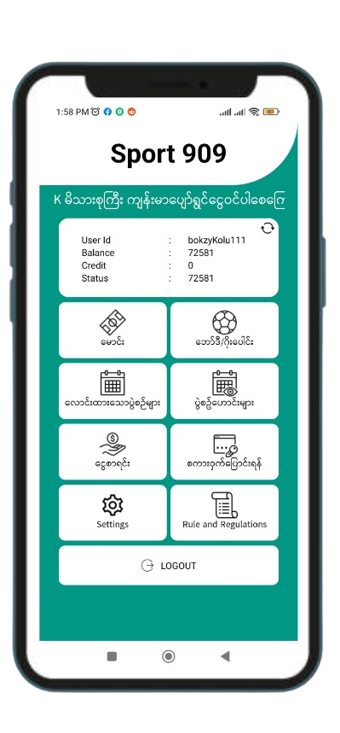 1:58 PM
Sport 909
K မိသားစုကြီး ကျန်းမာပျော်ရွှင်ငွေဝင်ပါစေကြေ
User Id : bokzyKolu111
Balance : 72581
Credit : 0
Status : 72581
မောင်း
ဘော်ဒီ/ဂိုးပေါင်း
လောင်းထားသောပွဲစဉ်များ
ပွဲစဥ်ဟောင်းများ
ငွေစာရင်း
စကားဝှက်ပြောင်းရန်
Settings
Rule and Regulations
LOGOUT